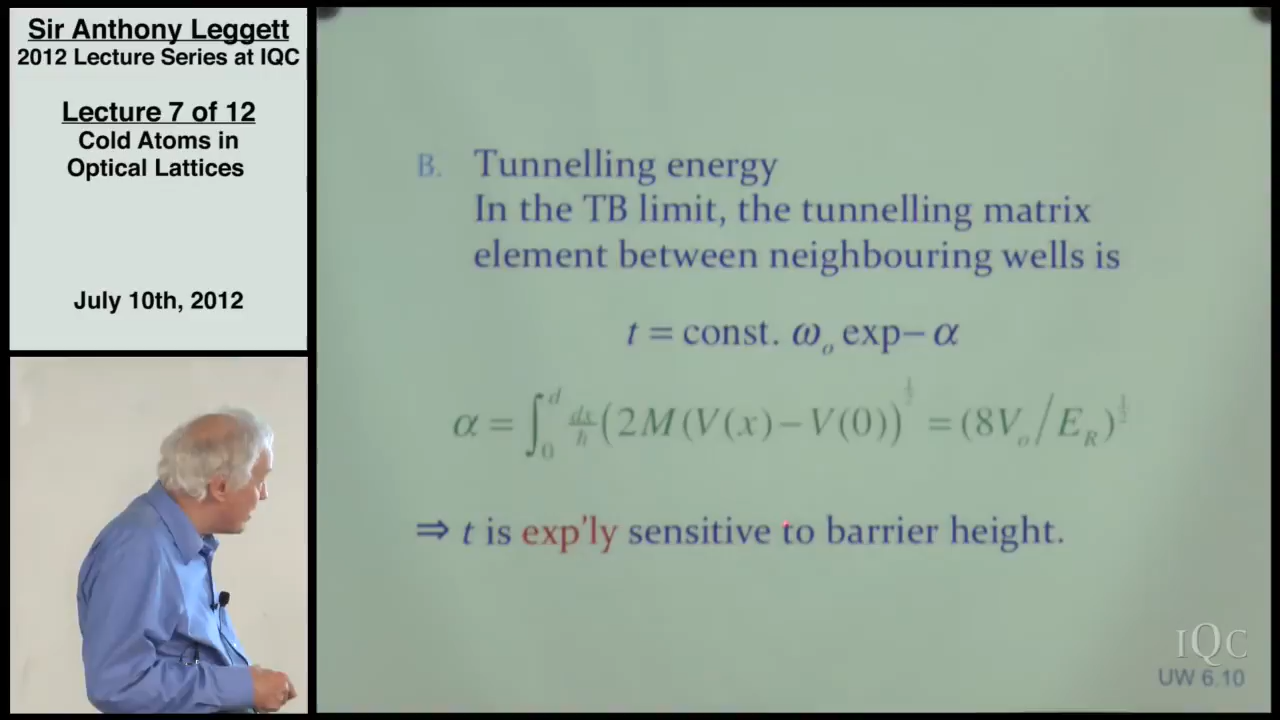 Sir Anthony Leggett
2012 Lecture Series at IQC
Lecture 7 of 12
Cold Atoms in
Optical Lattices
July 10th, 2012
B. Tunnelling energy
In the TB limit, the tunnelling matrix
element between neighbouring wells is
t = const. ω₀ exp−α
α = ∫₀ᵈ dx/ħ (2M(V(x)−V(0))^½ = (8V₀/E_R)^½
⇒ t is exp'ly sensitive to barrier height.
IQC
UW 6.10